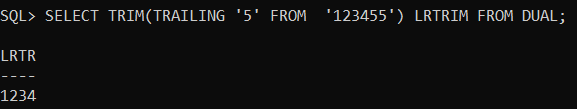 SQL> SELECT TRIM(TRAILING '5' FROM  '123455') LRTRIM FROM DUAL;
LRTR
----
1234